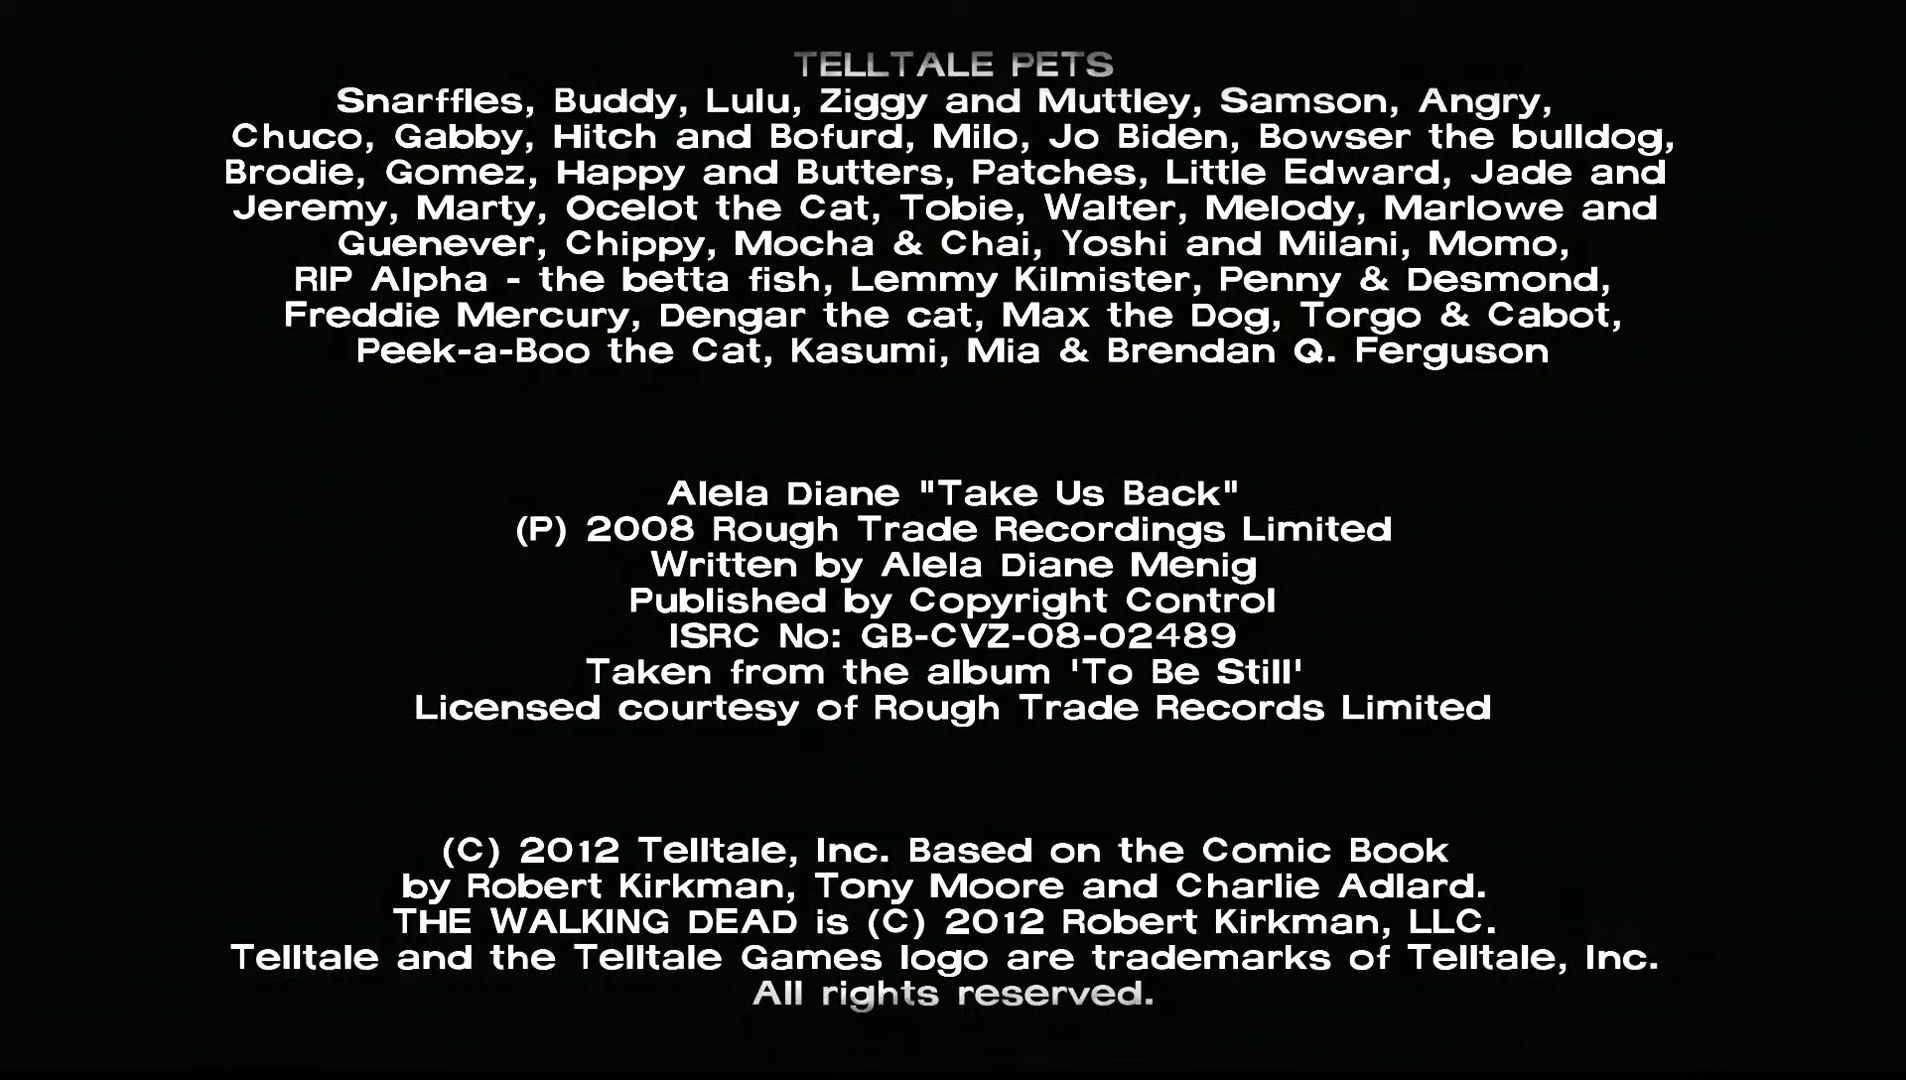 TELLTALE PETS
Snarffles, Buddy, Lulu, Ziggy and Muttley, Samson, Angry,
Chuco, Gabby, Hitch and Bofurd, Milo, Jo Biden, Bowser the bulldog,
Brodie, Gomez, Happy and Butters, Patches, Little Edward, Jade and
Jeremy, Marty, Ocelot the Cat, Tobie, Walter, Melody, Marlowe and
Guenever, Chippy, Mocha & Chai, Yoshi and Milani, Momo,
RIP Alpha - the betta fish, Lemmy Kilmister, Penny & Desmond,
Freddie Mercury, Dengar the cat, Max the Dog, Torgo & Cabot,
Peek-a-Boo the Cat, Kasumi, Mia & Brendan Q. Ferguson
Alela Diane "Take Us Back"
(P) 2008 Rough Trade Recordings Limited
Written by Alela Diane Menig
Published by Copyright Control
ISRC No: GB-CVZ-08-02489
Taken from the album 'To Be Still'
Licensed courtesy of Rough Trade Records Limited
(C) 2012 Telltale, Inc. Based on the Comic Book
by Robert Kirkman, Tony Moore and Charlie Adlard.
THE WALKING DEAD is (C) 2012 Robert Kirkman, LLC.
Telltale and the Telltale Games logo are trademarks of Telltale, Inc.
All rights reserved.